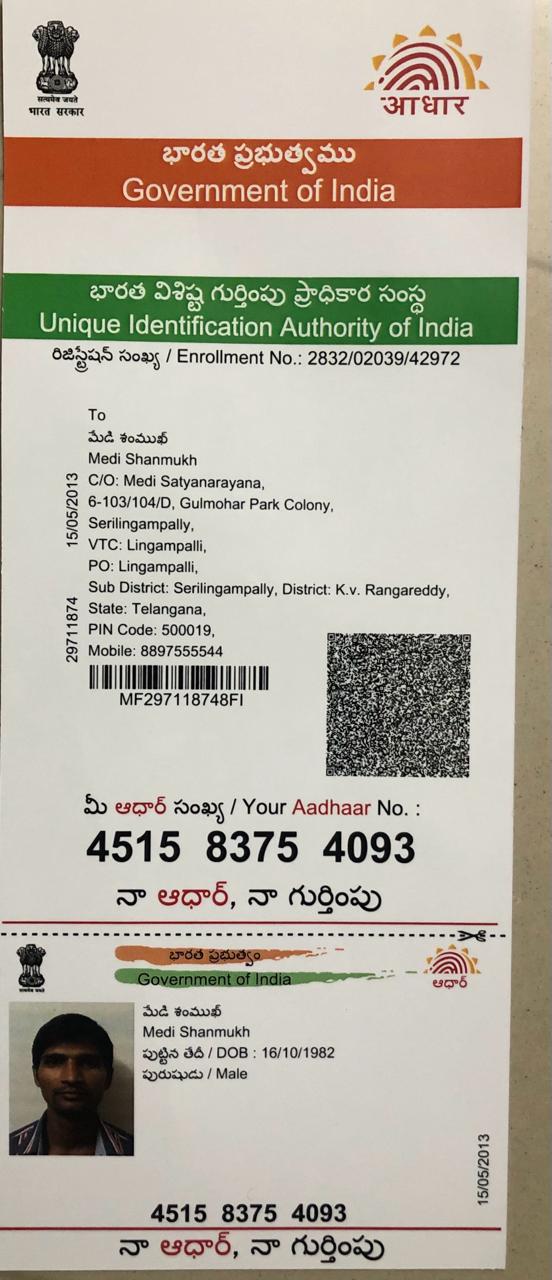 सत्यमेव जयते
भारत सरकार
आधार
భారత ప్రభుత్వము
Government of India
భారత విశిష్ట గుర్తింపు ప్రాధికార సంస్థ
Unique Identification Authority of India
రిజిస్ట్రేషన్ సంఖ్య / Enrollment No.: 2832/02039/42972
To
మేడి శంముఖ్
Medi Shanmukh
C/O: Medi Satyanarayana,
6-103/104/D, Gulmohar Park Colony,
Serilingampally,
VTC: Lingampalli,
PO: Lingampalli,
Sub District: Serilingampally, District: K.v. Rangareddy,
State: Telangana,
PIN Code: 500019,
Mobile: 8897555544
15/05/2013
29711874
MF297118748FI
మీ ఆధార్ సంఖ్య / Your Aadhaar No. :
4515 8375 4093
నా ఆధార్, నా గుర్తింపు
భారత ప్రభుత్వం
Government of India
ఆధార్
మేడి శంముఖ్
Medi Shanmukh
పుట్టిన తేదీ / DOB : 16/10/1982
పురుషుడు / Male
15/05/2013
4515 8375 4093
నా ఆధార్, నా గుర్తింపు